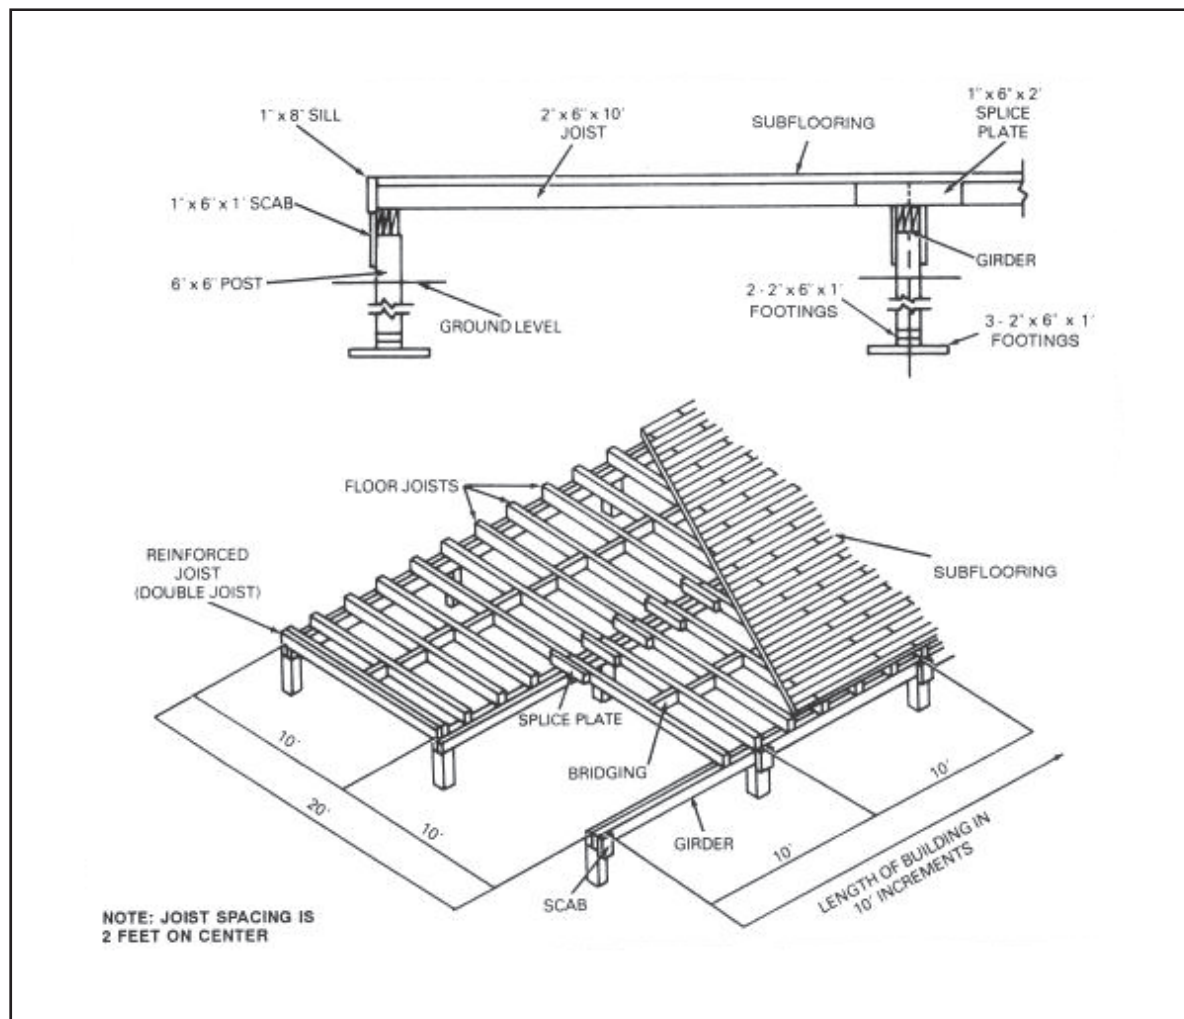 1" x 8" SILL
2" x 6" x 10'
JOIST
SUBFLOORING
1" x 6" x 2'
SPLICE
PLATE
1" x 6" x 1' SCAB
6" x 6" POST
GROUND LEVEL
GIRDER
2 - 2" x 6" x 1'
FOOTINGS
3 - 2" x 6" x 1'
FOOTINGS
FLOOR JOISTS
REINFORCED
JOIST
(DOUBLE JOIST)
SUBFLOORING
SPLICE PLATE
BRIDGING
10'
20'
10'
GIRDER
SCAB
10'
10'
LENGTH OF BUILDING IN
10' INCREMENTS
NOTE: JOIST SPACING IS
2 FEET ON CENTER